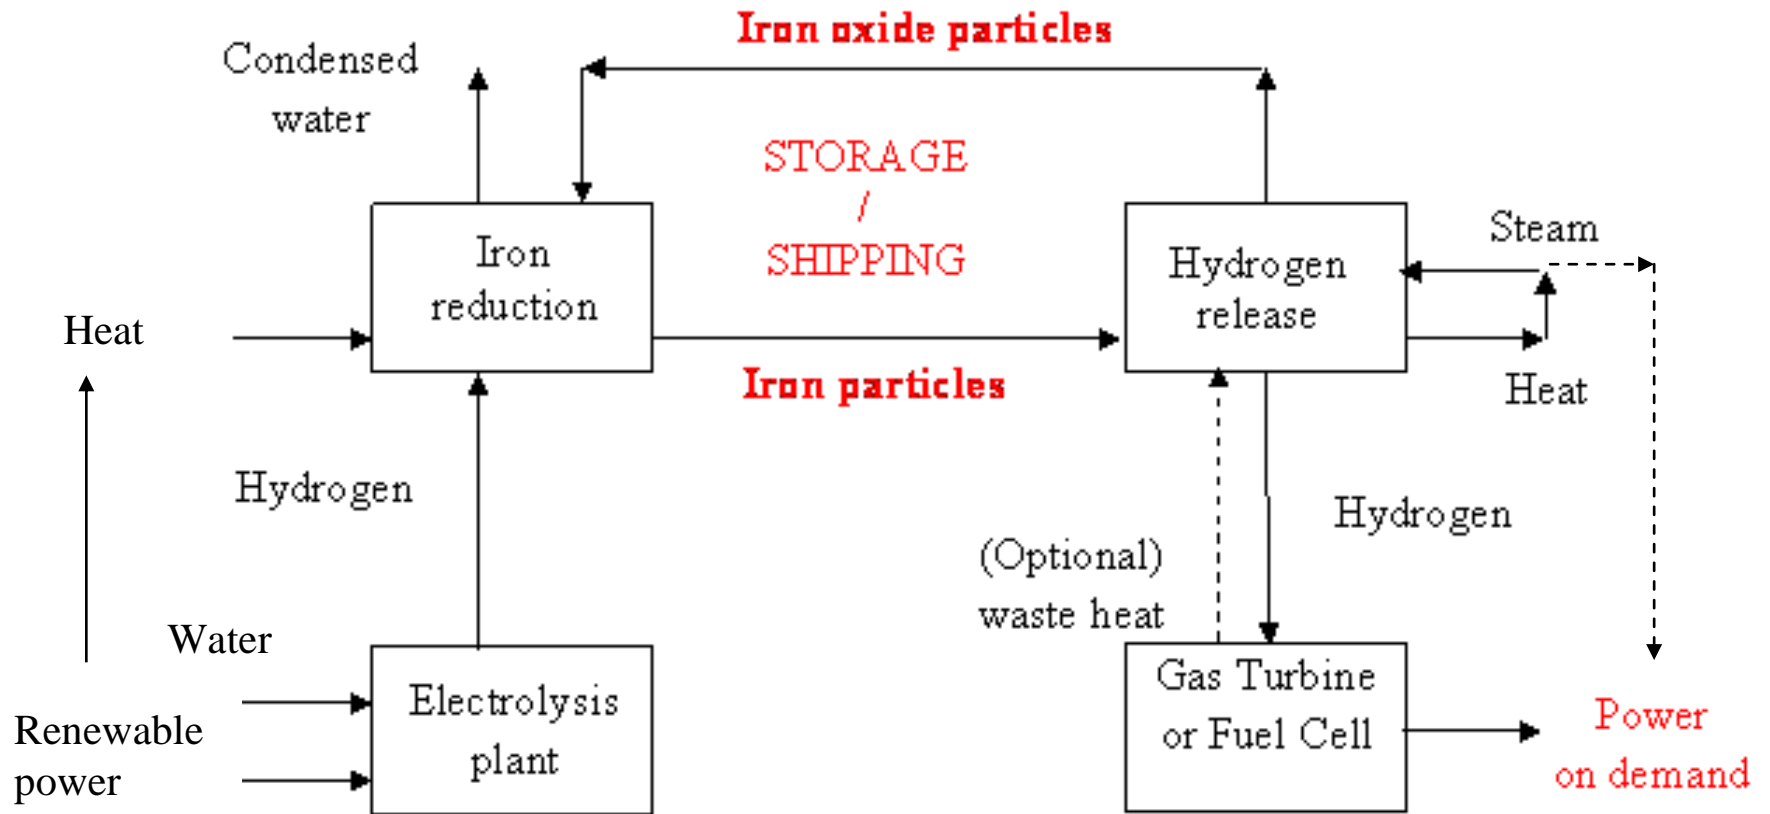 Iron oxide particles
Condensed
water
STORAGE
/
SHIPPING
Iron
reduction
Hydrogen
release
Steam
Heat
Heat
Iron particles
Hydrogen
Hydrogen
(Optional)
waste heat
Water
Renewable
power
Electrolysis
plant
Gas Turbine
or Fuel Cell
Power
on demand